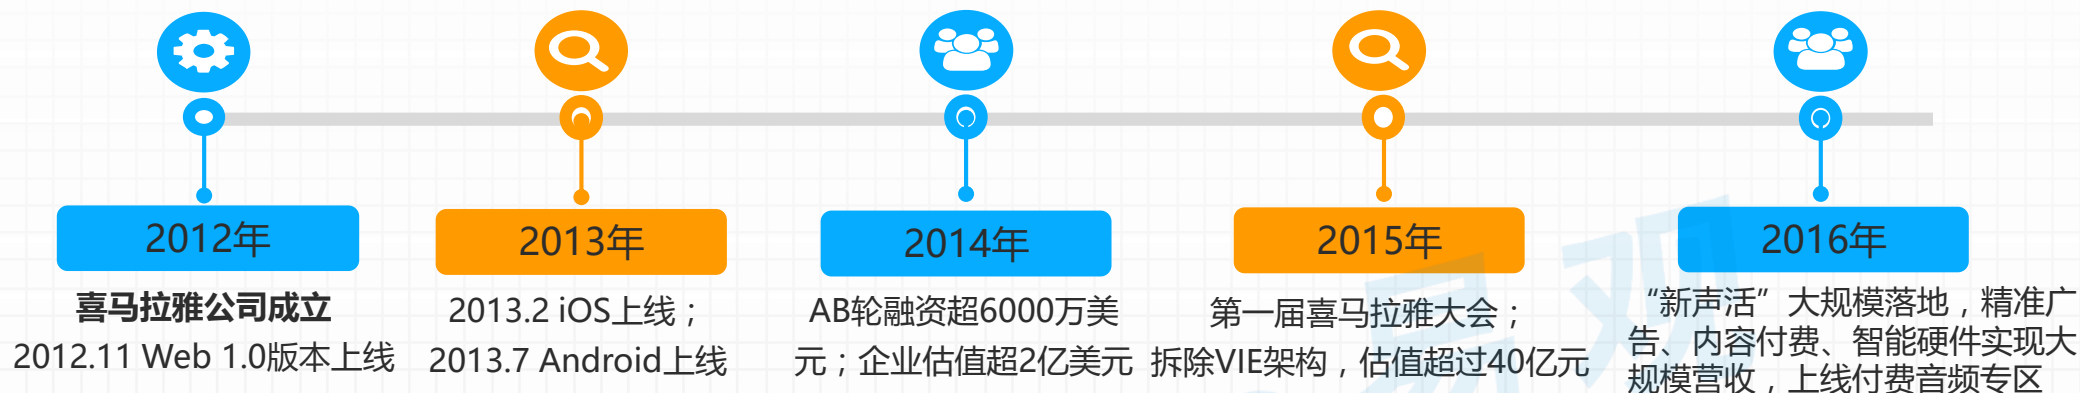 2012年
喜马拉雅公司成立
2012.11 Web 1.0版本上线
2013年
2013.2 iOS上线；
2013.7 Android上线
2014年
AB轮融资超6000万美
元；企业估值超2亿美元
2015年
第一届喜马拉雅大会；
拆除VIE架构，估值超过40亿元
2016年
“新声活”大规模落地，精准广
告、内容付费、智能硬件实现大
规模营收，上线付费音频专区
易观